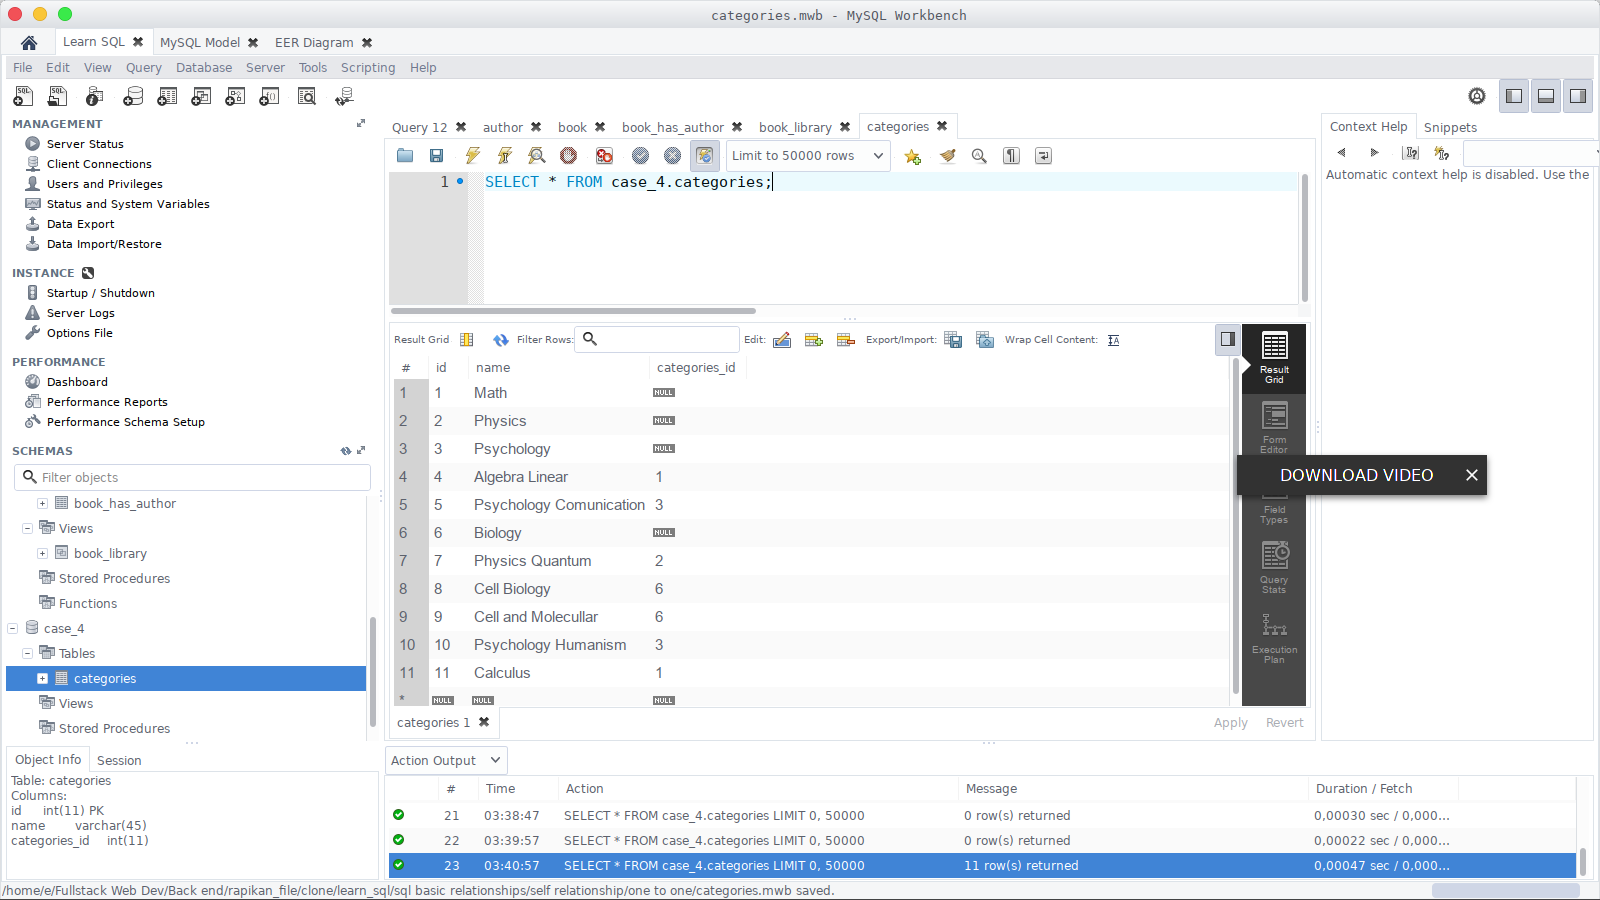 categories.mwb - MySQL Workbench
Learn SQL
MySQL Model
EER Diagram
File Edit View Query Database Server Tools Scripting Help
MANAGEMENT
Server Status
Client Connections
Users and Privileges
Status and System Variables
Data Export
Data Import/Restore
INSTANCE
Startup / Shutdown
Server Logs
Options File
PERFORMANCE
Dashboard
Performance Reports
Performance Schema Setup
SCHEMAS
Filter objects
book_has_author
Views
book_library
Stored Procedures
Functions
case_4
Tables
categories
Views
Stored Procedures
Object Info Session
Table: categories
Columns:
id int(11) PK
name varchar(45)
categories_id int(11)
Query 12 author book book_has_author book_library categories
Limit to 50000 rows
1 SELECT * FROM case_4.categories;
Result Grid Filter Rows: Edit: Export/Import: Wrap Cell Content:
# id name categories_id
1 1 Math NULL
2 2 Physics NULL
3 3 Psychology NULL
4 4 Algebra Linear 1
5 5 Psychology Comunication 3
6 6 Biology NULL
7 7 Physics Quantum 2
8 8 Cell Biology 6
9 9 Cell and Molecullar 6
10 10 Psychology Humanism 3
11 11 Calculus 1
* NULL NULL NULL
Result
Grid
Form
Editor
Field
Types
Query
Stats
Execution
Plan
DOWNLOAD VIDEO
categories 1
Apply Revert
Context Help Snippets
Automatic context help is disabled. Use the
Action Output
# Time Action Message Duration / Fetch
21 03:38:47 SELECT * FROM case_4.categories LIMIT 0, 50000 0 row(s) returned 0,00030 sec / 0,000...
22 03:39:57 SELECT * FROM case_4.categories LIMIT 0, 50000 0 row(s) returned 0,00022 sec / 0,000...
23 03:40:57 SELECT * FROM case_4.categories LIMIT 0, 50000 11 row(s) returned 0,00047 sec / 0,000...
/home/e/Fullstack Web Dev/Back end/rapikan_file/clone/learn_sql/sql basic relationships/self relationship/one to one/categories.mwb saved.